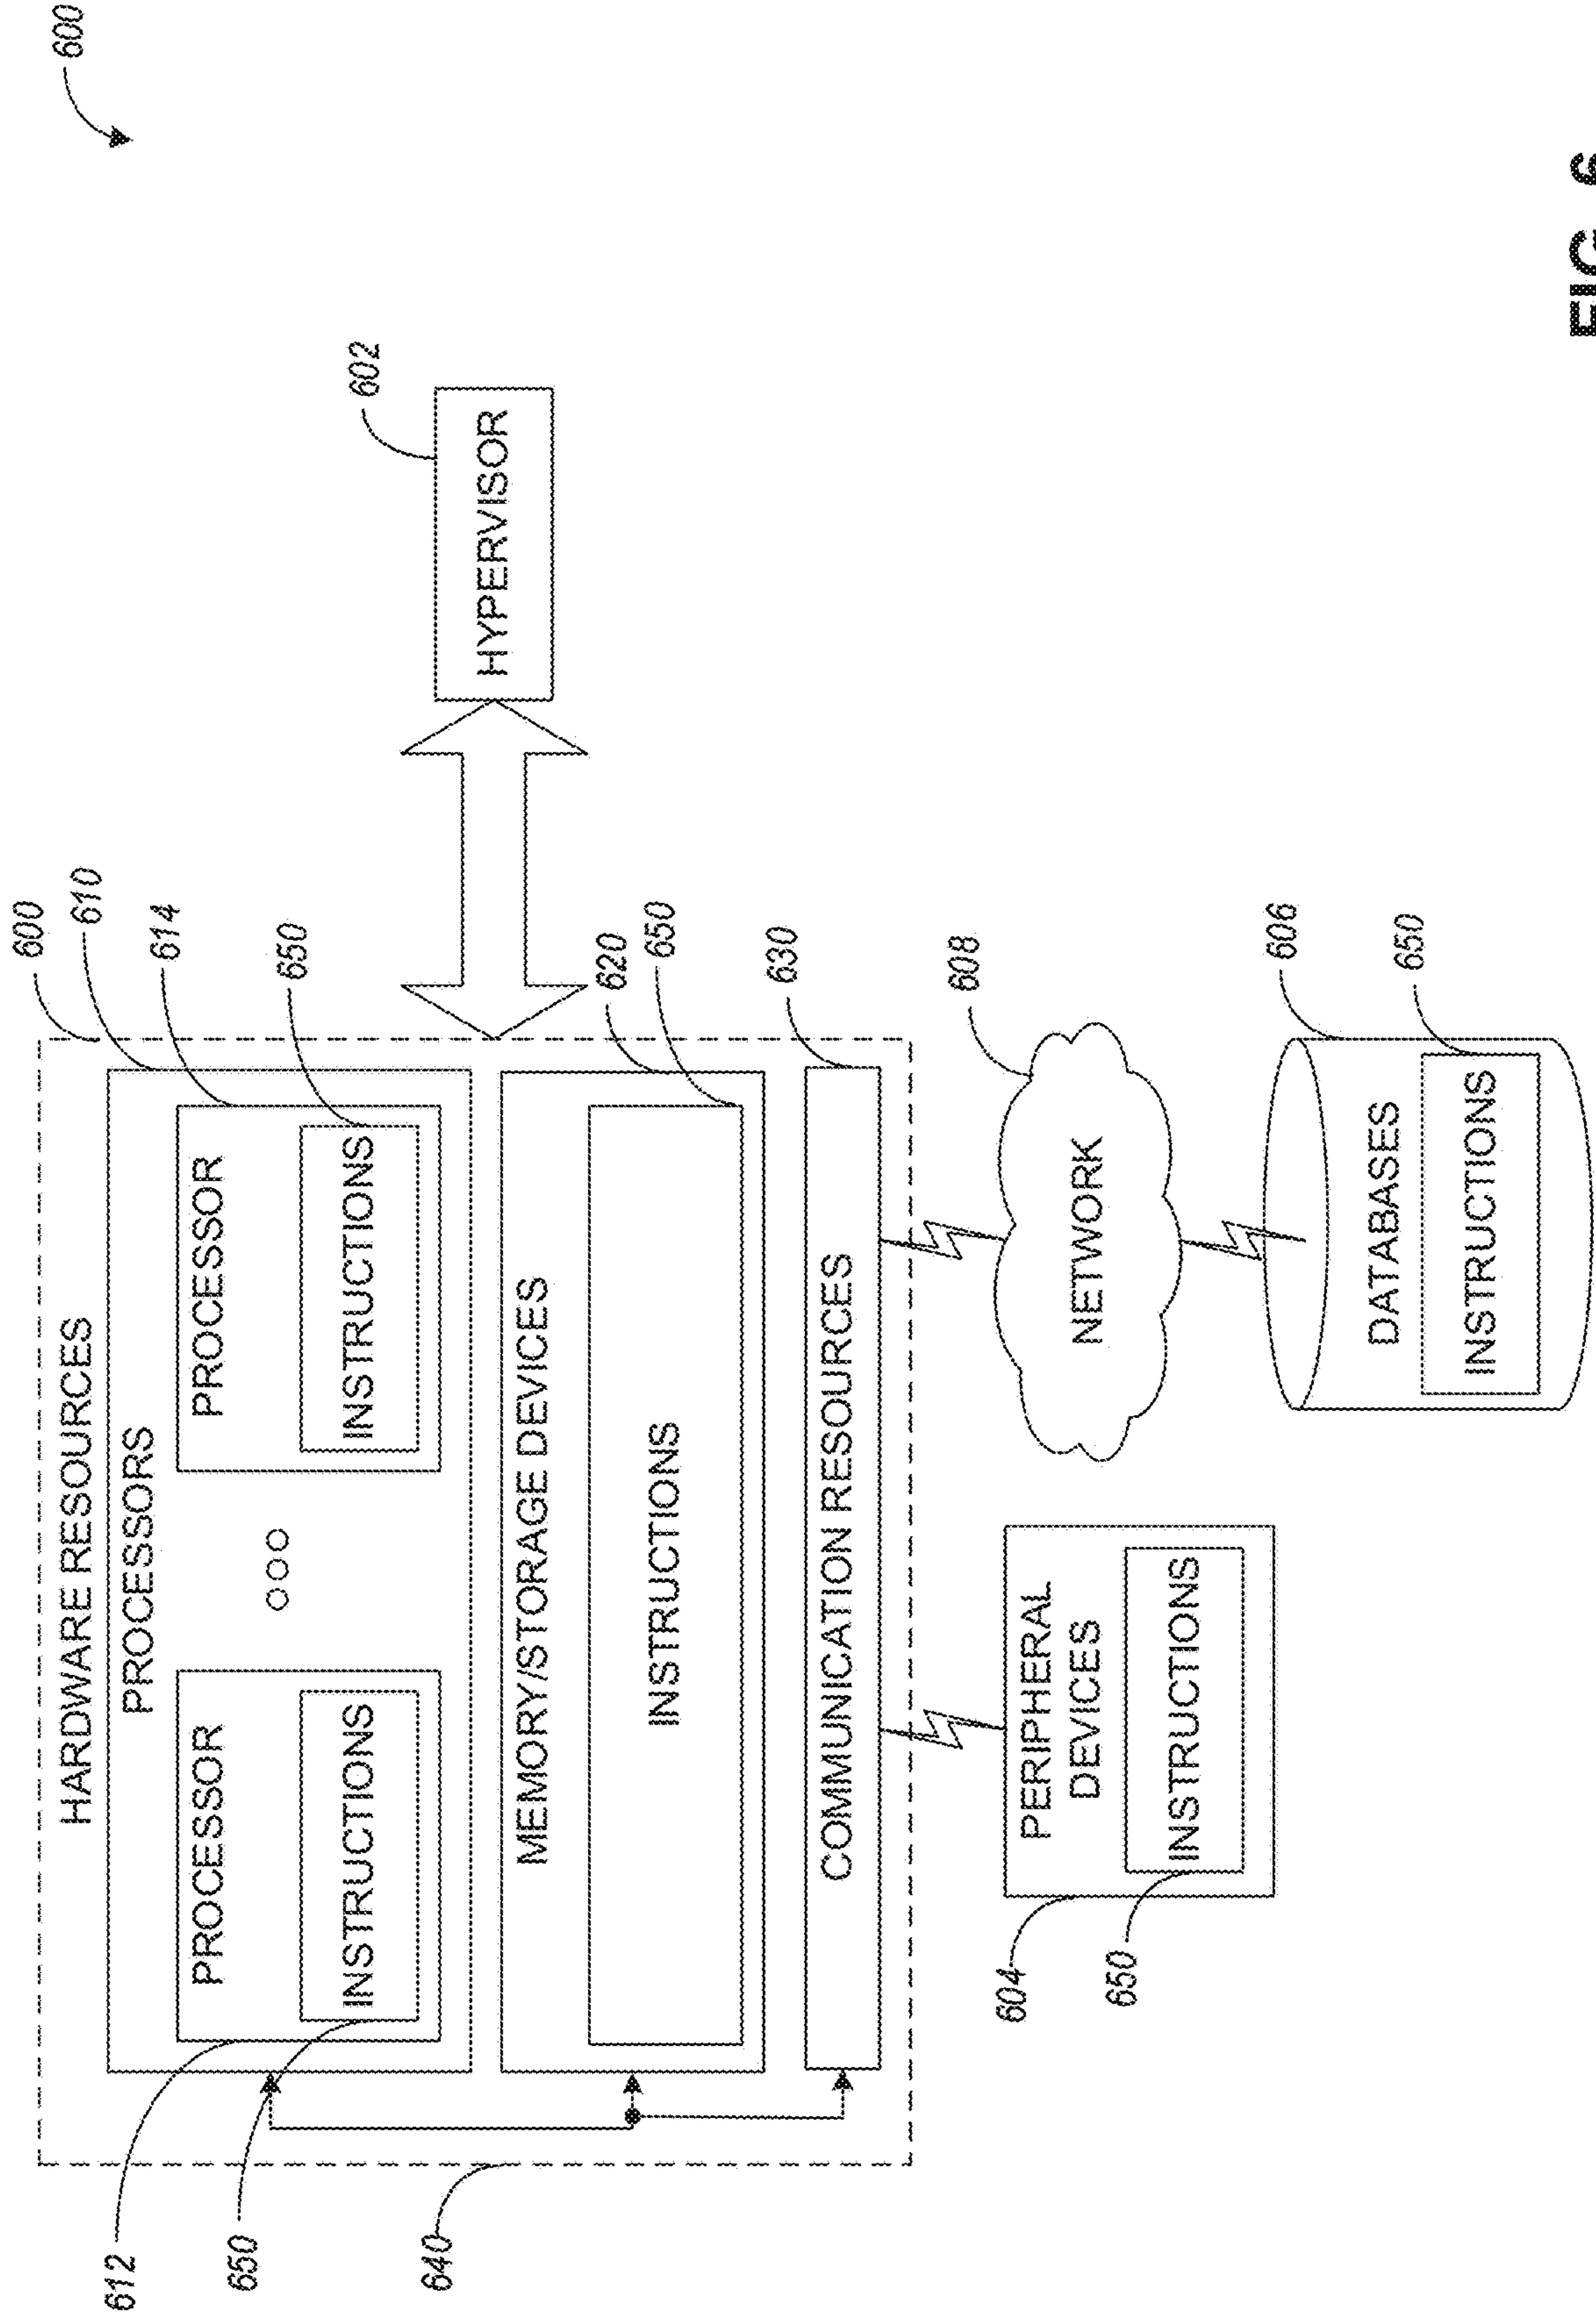 600
600
HARDWARE RESOURCES
610
PROCESSORS
614
612
PROCESSOR
PROCESSOR
650
650
INSTRUCTIONS
INSTRUCTIONS
602
HYPERVISOR
620
MEMORY/STORAGE DEVICES
650
INSTRUCTIONS
640
630
COMMUNICATION RESOURCES
608
NETWORK
604
PERIPHERAL
DEVICES
650
INSTRUCTIONS
606
DATABASES
650
INSTRUCTIONS
FIG. 6